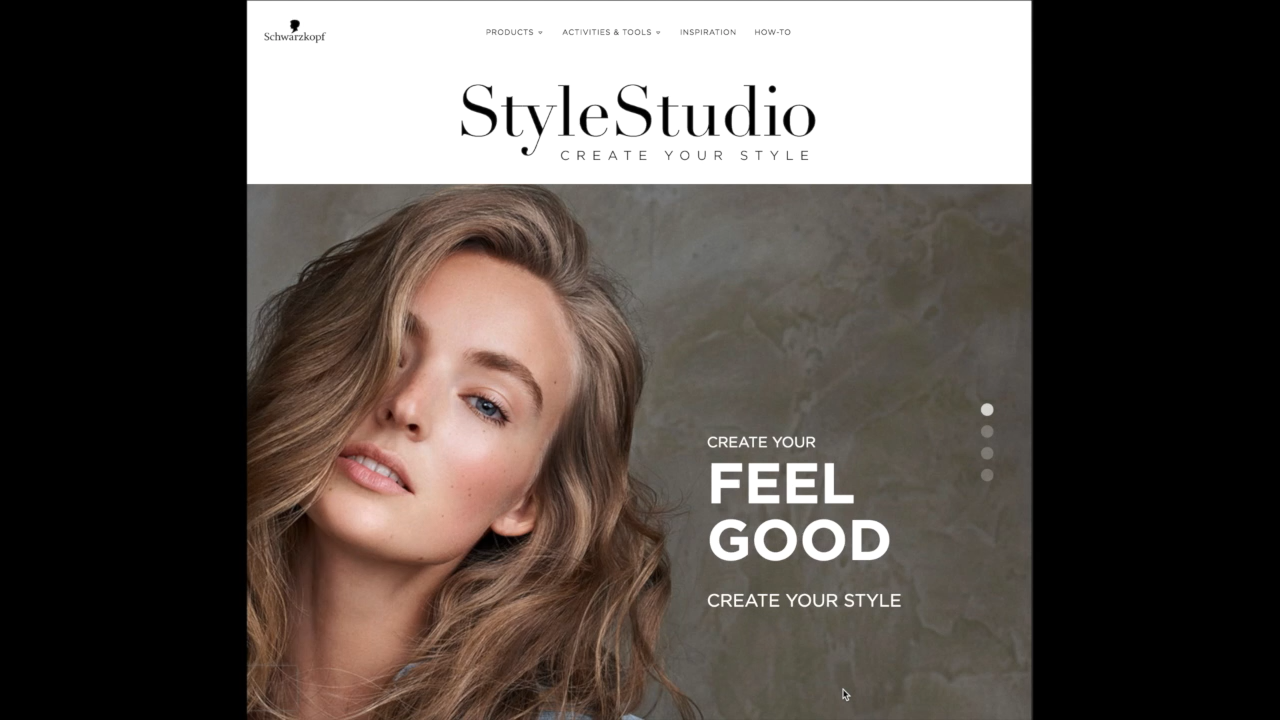 Schwarzkopf
PRODUCTS
ACTIVITIES & TOOLS
INSPIRATION
HOW-TO
StyleStudio
CREATE YOUR STYLE
CREATE YOUR
FEEL
GOOD
CREATE YOUR STYLE